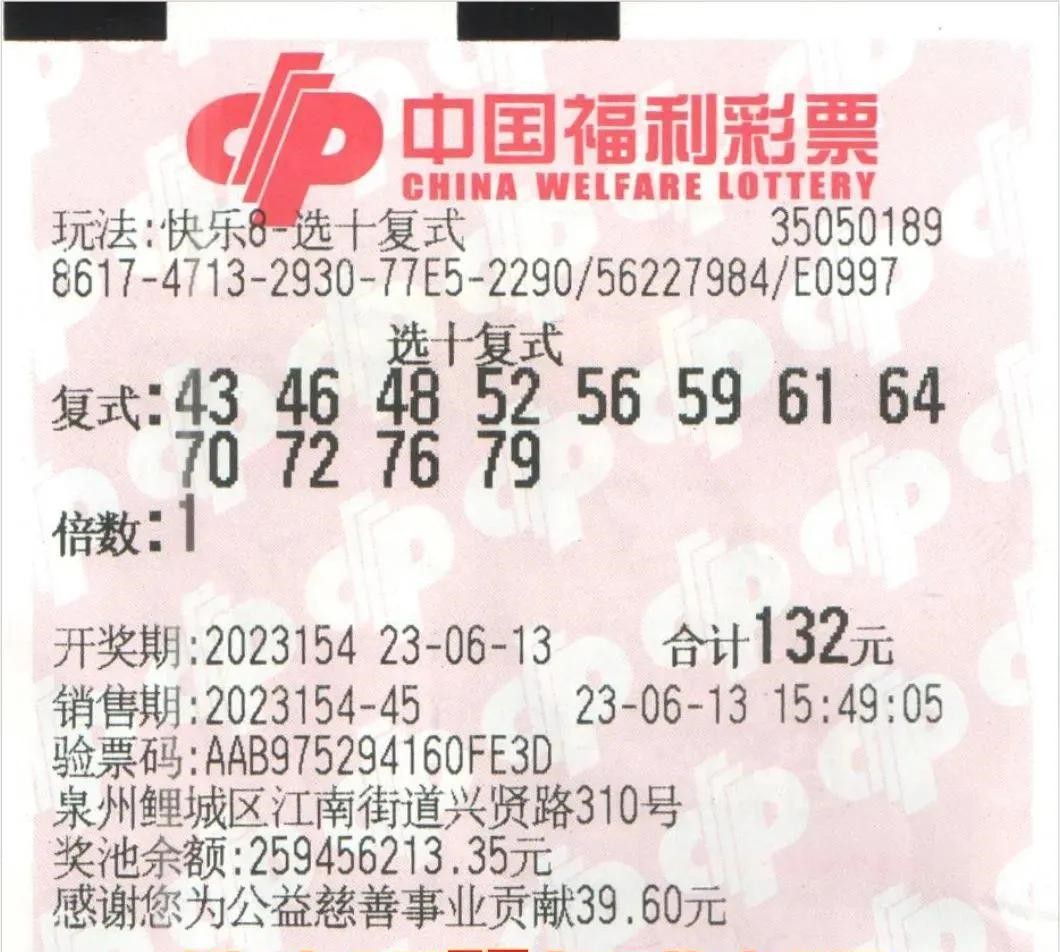 中国福利彩票
CHINA WELFARE LOTTERY
玩法:快乐8-选十复式 35050189
8617-4713-2930-77E5-2290/56227984/E0997
选十复式
复式:43 46 48 52 56 59 61 64
70 72 76 79
倍数:1
开奖期:2023154 23-06-13 合计132元
销售期:2023154-45 23-06-13 15:49:05
验票码:AAB975294160FE3D
泉州鲤城区江南街道兴贤路310号
奖池余额:259456213.35元
感谢您为公益慈善事业贡献39.60元